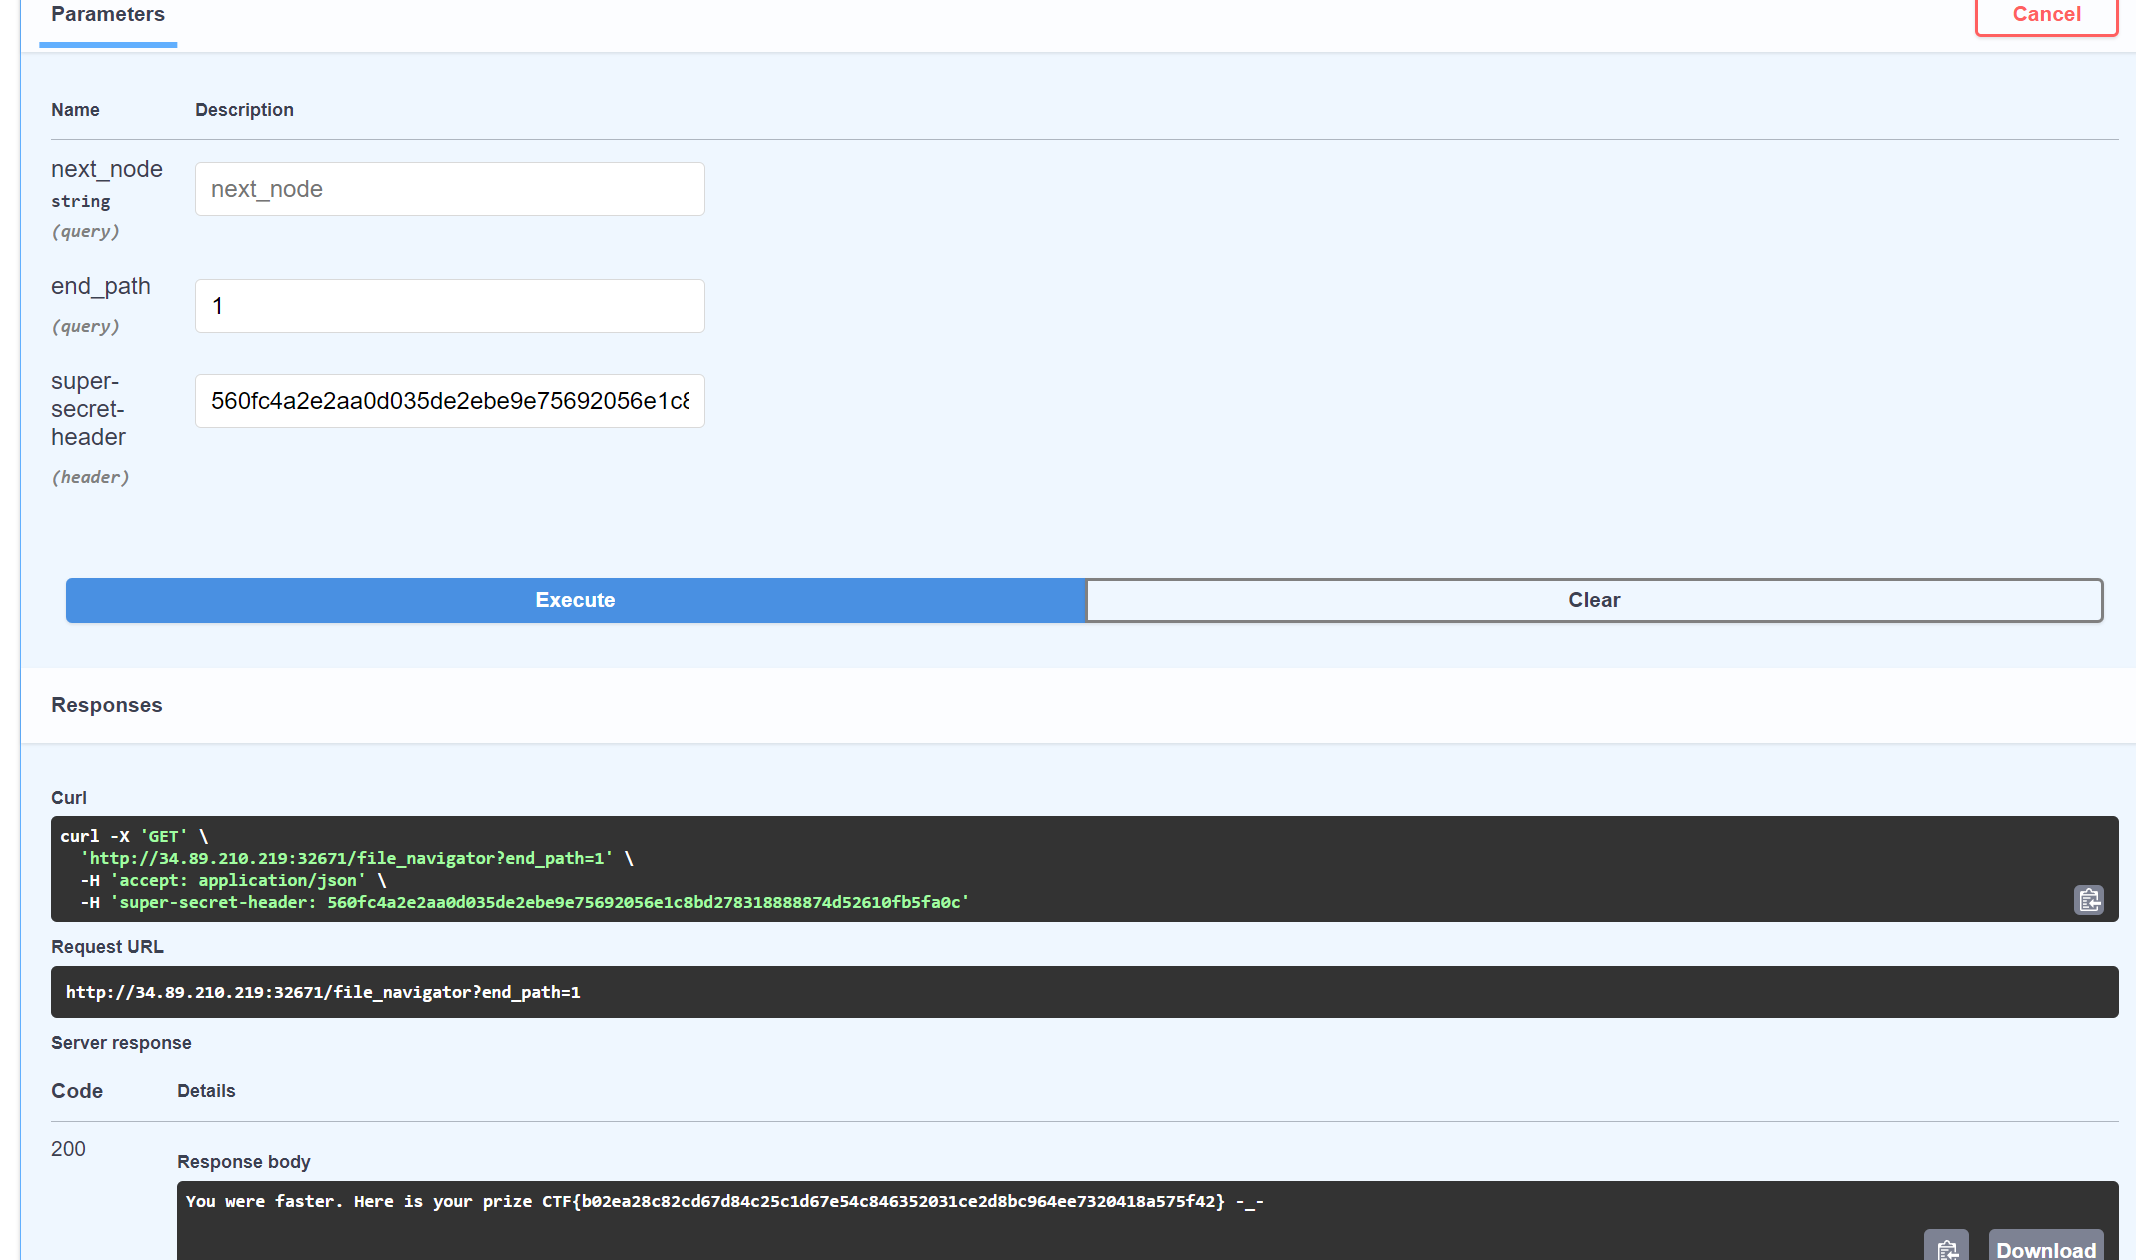 Parameters
Cancel
Name
Description
next_node
string
(query)
next_node
end_path
(query)
1
super-
secret-
header
(header)
560fc4a2e2aa0d035de2ebe9e75692056e1c8
Execute
Clear
Responses
Curl
curl -X 'GET' \
'http://34.89.210.219:32671/file_navigator?end_path=1' \
-H 'accept: application/json' \
-H 'super-secret-header: 560fc4a2e2aa0d035de2ebe9e75692056e1c8bd278318888874d52610fb5fa0c'
Request URL
http://34.89.210.219:32671/file_navigator?end_path=1
Server response
Code
Details
200
Response body
You were faster. Here is your prize CTF{b02ea28c82cd67d84c25c1d67e54c846352031ce2d8bc964ee7320418a575f42} -_-
Download